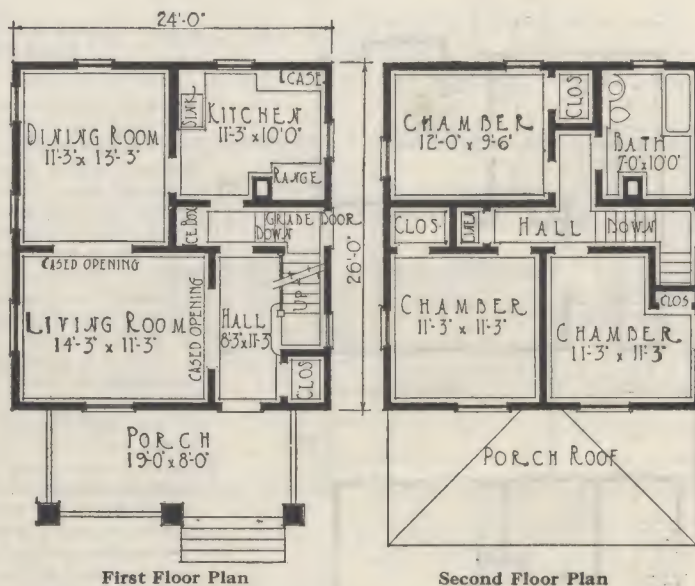 24'-0"
CASE
SINK
KITCHEN
11'-3" x 10'0"
DINING ROOM
11'-3" x 13'-3"
RANGE
ICE BOX
GRADE DOOR
DOWN
26'-0"
CASED OPENING
LIVING ROOM
14'-3" x 11'-3"
CASED OPENING
HALL
8'-3" x 11'-3"
UP
CLOS
PORCH
19'-0" x 8'-0"
First Floor Plan
CHAMBER
12'-0" x 9'-6"
CLOS
BATH
7'-0" x 10'0"
CLOS
LINEN
HALL
DOWN
CLOS
CHAMBER
11'-3" x 11'-3"
CHAMBER
11'-3" x 11'-3"
PORCH ROOF
Second Floor Plan